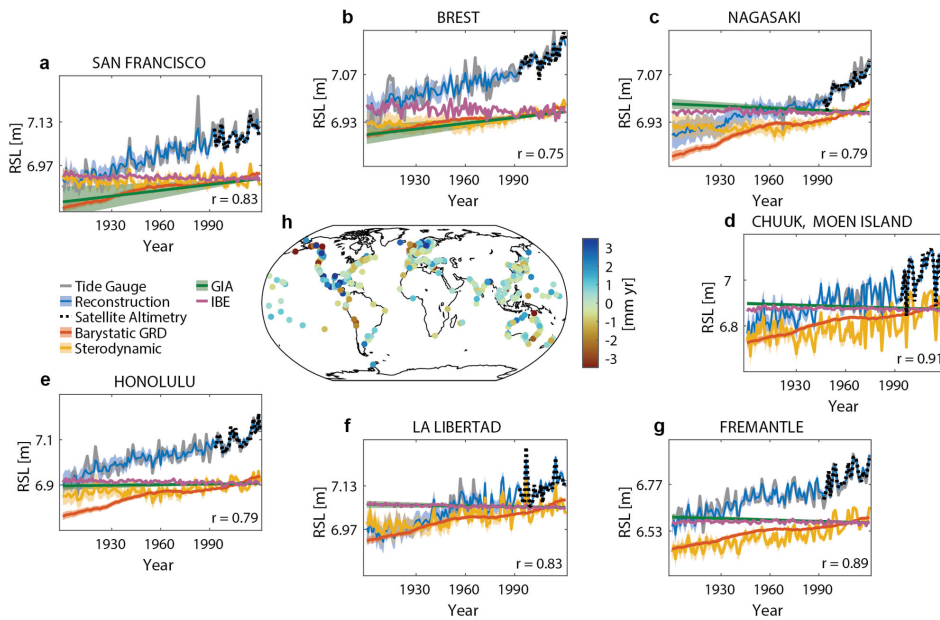 a
SAN FRANCISCO
RSL [m]
7.13
6.97
r = 0.83
1930 1960 1990
Year
b
BREST
RSL [m]
7.07
6.93
r = 0.75
1930 1960 1990
Year
c
NAGASAKI
RSL [m]
7.07
6.93
r = 0.79
1930 1960 1990
Year
Tide Gauge
Reconstruction
Satellite Altimetry
Barystatic GRD
Sterodynamic
GIA
IBE
h
3
2
1
0
-1
-2
-3
[mm yr]
d
CHUUK, MOEN ISLAND
RSL [m]
7
6.8
r = 0.91
1930 1960 1990
Year
e
HONOLULU
RSL [m]
7.1
6.9
r = 0.79
1930 1960 1990
Year
f
LA LIBERTAD
RSL [m]
7.13
6.97
r = 0.83
1930 1960 1990
Year
g
FREMANTLE
RSL [m]
6.77
6.53
r = 0.89
1930 1960 1990
Year